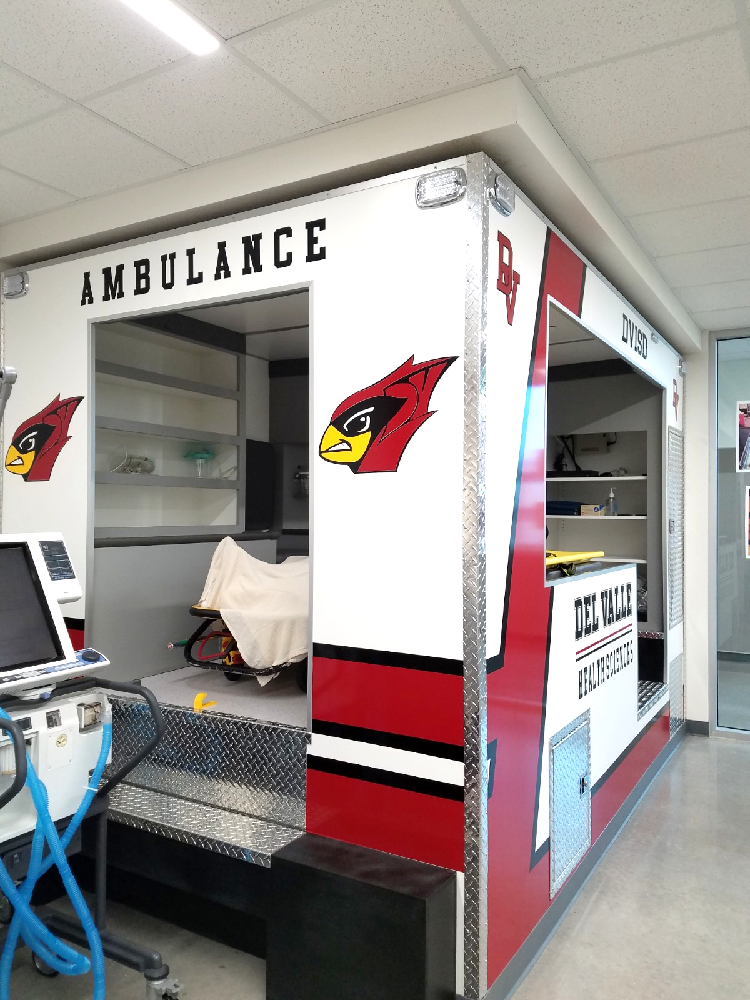 AMBULANCE
DV
DVISD
DV
DEL VALLE
HEALTH SCIENCES